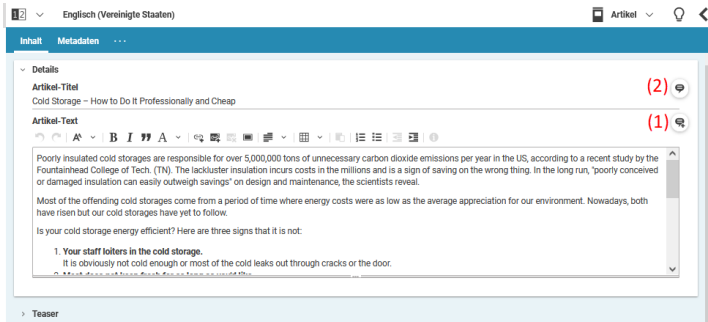 12 Englisch (Vereinigte Staaten) Artikel
Inhalt Metadaten ...
Details
Artikel-Titel
(2)
Cold Storage – How to Do It Professionally and Cheap
Artikel-Text
(1)
B I A
Poorly insulated cold storages are responsible for over 5,000,000 tons of unnecessary carbon dioxide emissions per year in the US, according to a recent study by the
Fountainhead College of Tech. (TN). The lackluster insulation incurs costs in the millions and is a sign of saving on the wrong thing. In the long run, "poorly conceived
or damaged insulation can easily outweigh savings" on design and maintenance, the scientists reveal.
Most of the offending cold storages come from a period of time where energy costs were as low as the average appreciation for our environment. Nowadays, both
have risen but our cold storages have yet to follow.
Is your cold storage energy efficient? Here are three signs that it is not:
1. Your staff loiters in the cold storage.
It is obviously not cold enough or most of the cold leaks out through cracks or the door.
Teaser